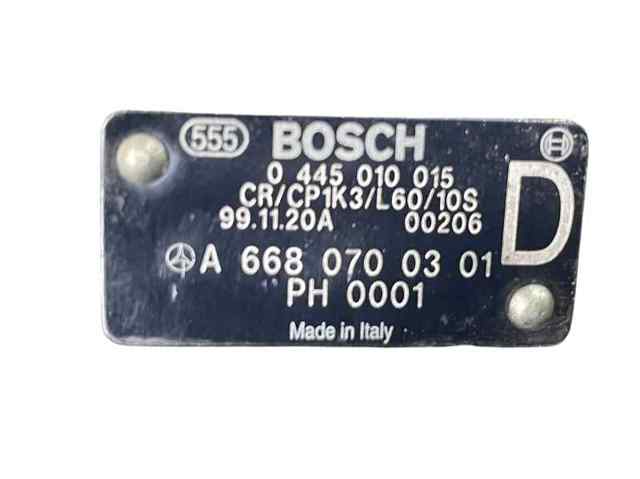 555 BOSCH
0 445 010 015
CR/CP1K3/L60/10S
99.11.20A 00206
D
A 668 070 03 01
PH 0001
Made in Italy